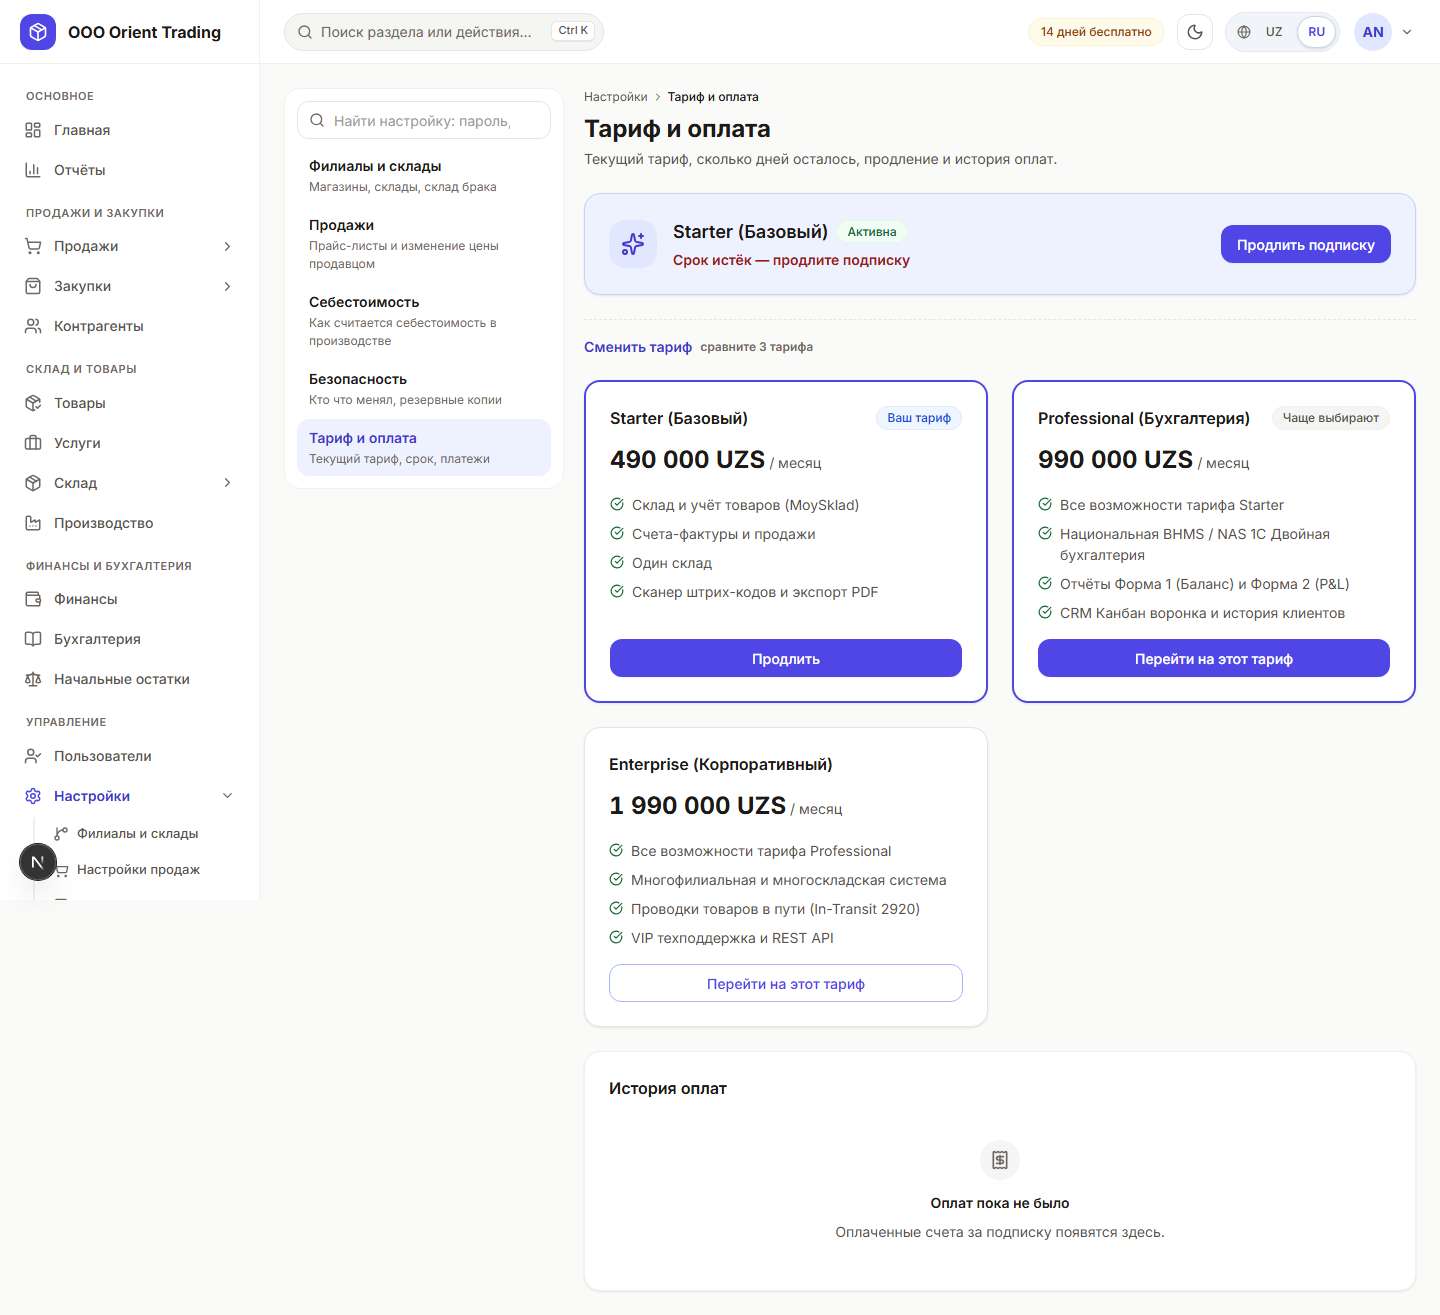 ООО Orient Trading
Поиск раздела или действия...
Ctrl K
14 дней бесплатно
UZ
RU
AN
ОСНОВНОЕ
Главная
Отчёты
ПРОДАЖИ И ЗАКУПКИ
Продажи
Закупки
Контрагенты
СКЛАД И ТОВАРЫ
Товары
Услуги
Склад
Производство
ФИНАНСЫ И БУХГАЛТЕРИЯ
Финансы
Бухгалтерия
Начальные остатки
УПРАВЛЕНИЕ
Пользователи
Настройки
Филиалы и склады
Настройки продаж
N
Найти настройку: пароль,
Филиалы и склады
Магазины, склады, склад брака
Продажи
Прайс-листы и изменение цены
продавцом
Себестоимость
Как считается себестоимость в
производстве
Безопасность
Кто что менял, резервные копии
Тариф и оплата
Текущий тариф, срок, платежи
Настройки > Тариф и оплата
Тариф и оплата
Текущий тариф, сколько дней осталось, продление и история оплат.
Starter (Базовый)
Активна
Срок истёк — продлите подписку
Продлить подписку
Сменить тариф сравните 3 тарифа
Starter (Базовый)
Ваш тариф
490 000 UZS / месяц
Склад и учёт товаров (MoySklad)
Счета-фактуры и продажи
Один склад
Сканер штрих-кодов и экспорт PDF
Продлить
Professional (Бухгалтерия)
Чаще выбирают
990 000 UZS / месяц
Все возможности тарифа Starter
Национальная BHMS / NAS 1C Двойная
бухгалтерия
Отчёты Форма 1 (Баланс) и Форма 2 (P&L)
CRM Канбан воронка и история клиентов
Перейти на этот тариф
Enterprise (Корпоративный)
1 990 000 UZS / месяц
Все возможности тарифа Professional
Многофилиальная и многоскладская система
Проводки товаров в пути (In-Transit 2920)
VIP техподдержка и REST API
Перейти на этот тариф
История оплат
Оплат пока не было
Оплаченные счета за подписку появятся здесь.